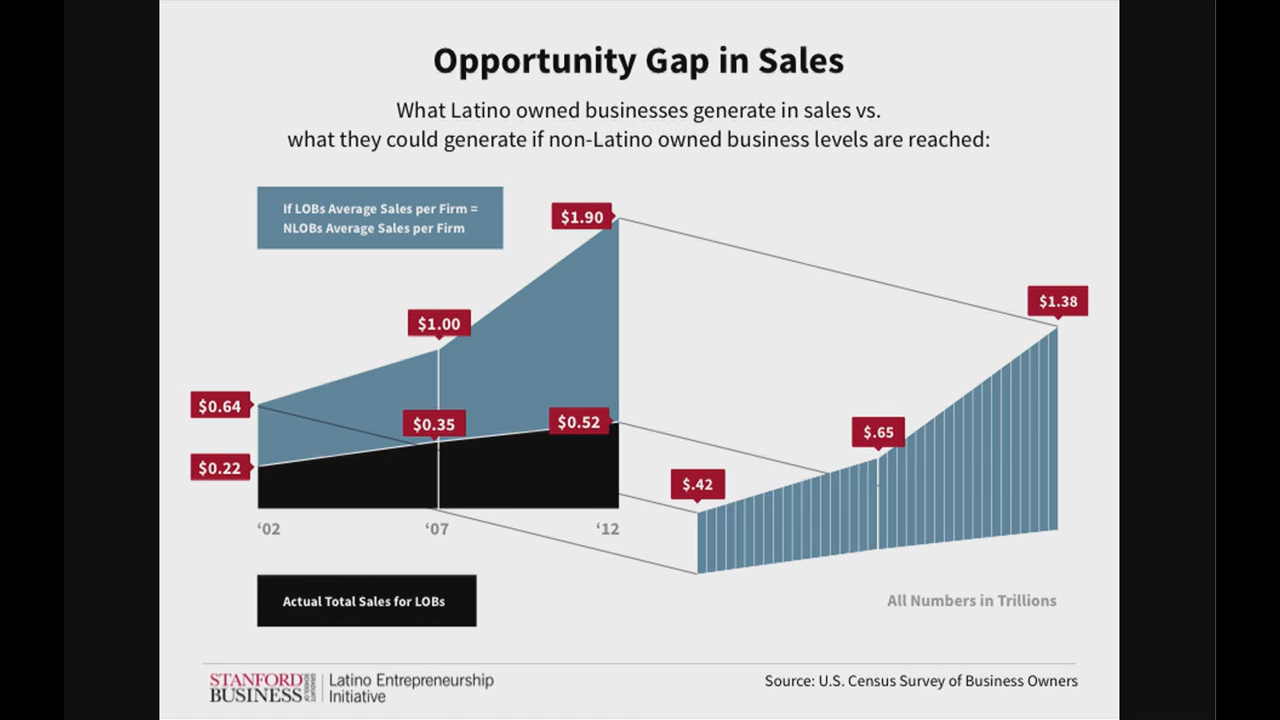 Opportunity Gap in Sales
What Latino owned businesses generate in sales vs.
what they could generate if non-Latino owned business levels are reached:
If LOBs Average Sales per Firm =
NLOBs Average Sales per Firm
$1.90
$1.38
$1.00
$0.64
$0.35
$0.52
$.65
$0.22
$.42
‘02
‘07
‘12
Actual Total Sales for LOBs
All Numbers in Trillions
STANFORD
BUSINESS
GRADUATE
SCHOOL OF
Latino Entrepreneurship
Initiative
Source: U.S. Census Survey of Business Owners